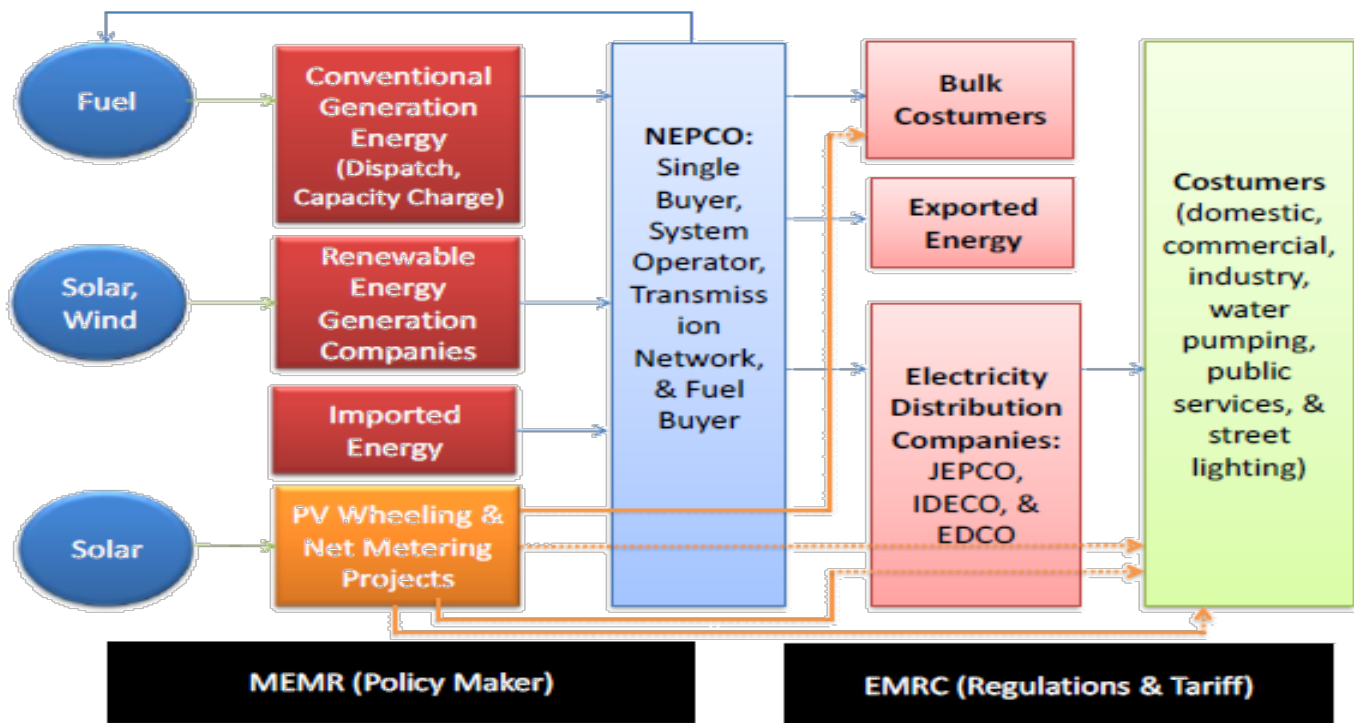 Fuel
Conventional
Generation
Energy
(Dispatch,
Capacity Charge)
Solar,
Wind
Renewable
Energy
Generation
Companies
Imported
Energy
Solar
PV Wheeling &
Net Metering
Projects
NEPCO:
Single
Buyer,
System
Operator,
Transmiss
ion
Network,
& Fuel
Buyer
Bulk
Costumers
Exported
Energy
Electricity
Distribution
Companies:
JEPCO,
IDECO, &
EDCO
Costumers
(domestic,
commercial,
industry,
water
pumping,
public
services, &
street
lighting)
MEMR (Policy Maker)
EMRC (Regulations & Tariff)